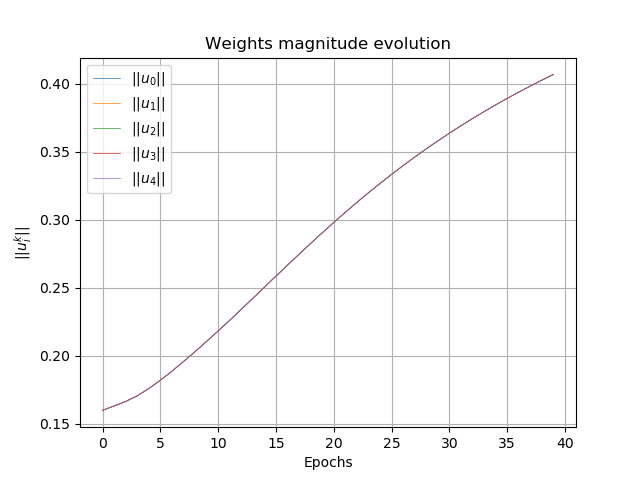 Weights magnitude evolution
||u₀||
||u₁||
||u₂||
||u₃||
||u₄||
0.40
0.35
0.30
0.25
0.20
0.15
||uᵢᵏ||
0 5 10 15 20 25 30 35 40
Epochs